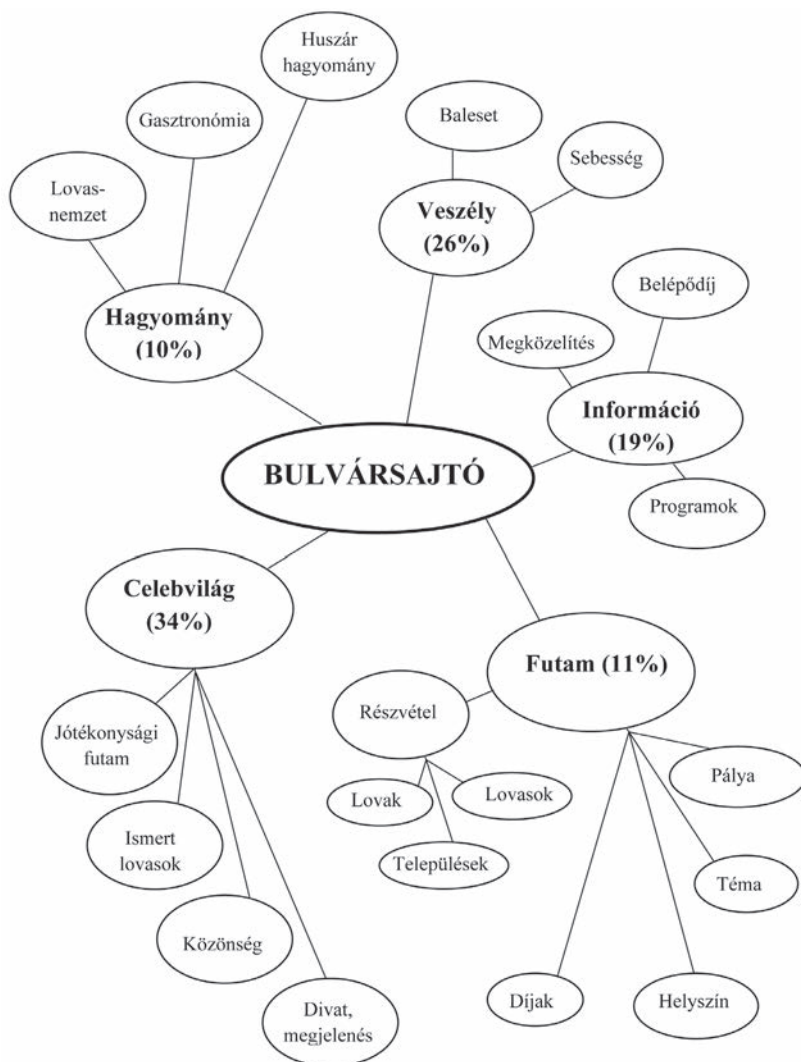 Huszár
hagyomány
Gasztronómia
Lovas-
nemzet
Hagyomány
(10%)
Baleset
Sebesség
Veszély
(26%)
Belépődíj
Megközelítés
Információ
(19%)
Programok
BULVÁRSAJTÓ
Celebvilág
(34%)
Jótékonysági
futam
Ismert
lovasok
Közönség
Divat,
megjelenés
Futam (11%)
Részvétel
Lovak
Lovasok
Települések
Pálya
Téma
Helyszín
Díjak